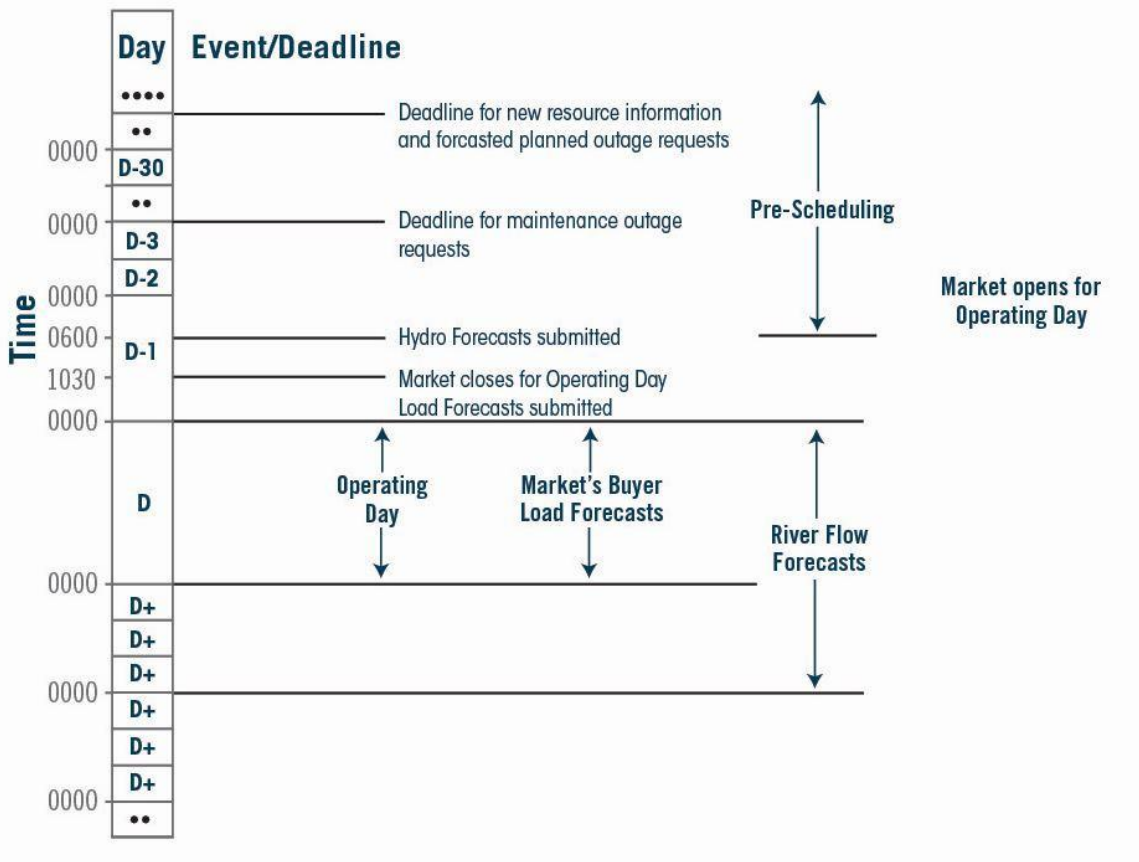 Day Event/Deadline
••••
Deadline for new resource information
and forcasted planned outage requests
••
0000
D-30
••
0000
Deadline for maintenance outage
requests
D-3
D-2
0000
Pre-Scheduling
Market opens for
Operating Day
Time
0600
D-1
Hydro Forecasts submitted
1030
Market closes for Operating Day
Load Forecasts submitted
0000
D
Operating
Day
Market's Buyer
Load Forecasts
River Flow
Forecasts
0000
D+
D+
D+
0000
D+
D+
D+
0000
••